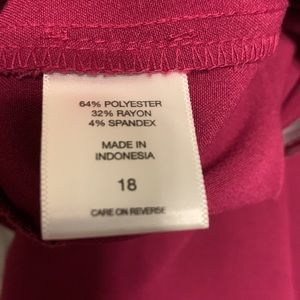 64% POLYESTER
32% RAYON
4% SPANDEX
MADE IN
INDONESIA
18
CARE ON REVERSE